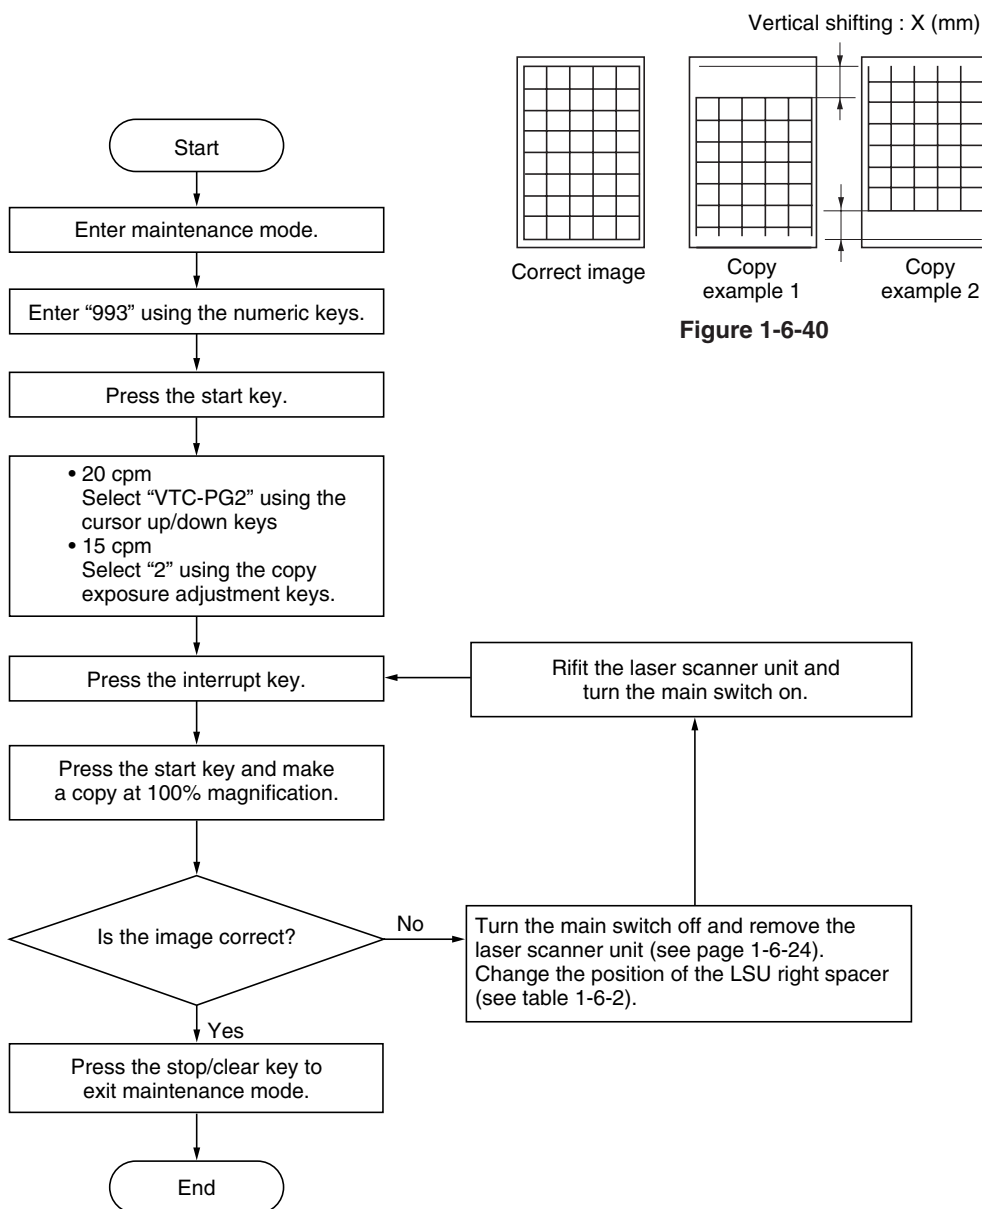 Vertical shifting : X (mm)
Correct image
Copy
example 1
Copy
example 2
Figure 1-6-40
Start
Enter maintenance mode.
Enter “993” using the numeric keys.
Press the start key.
• 20 cpm
Select “VTC-PG2” using the
cursor up/down keys
• 15 cpm
Select “2” using the copy
exposure adjustment keys.
Press the interrupt key.
Rifit the laser scanner unit and
turn the main switch on.
Press the start key and make
a copy at 100% magnification.
Is the image correct?
No
Turn the main switch off and remove the
laser scanner unit (see page 1-6-24).
Change the position of the LSU right spacer
(see table 1-6-2).
Yes
Press the stop/clear key to
exit maintenance mode.
End